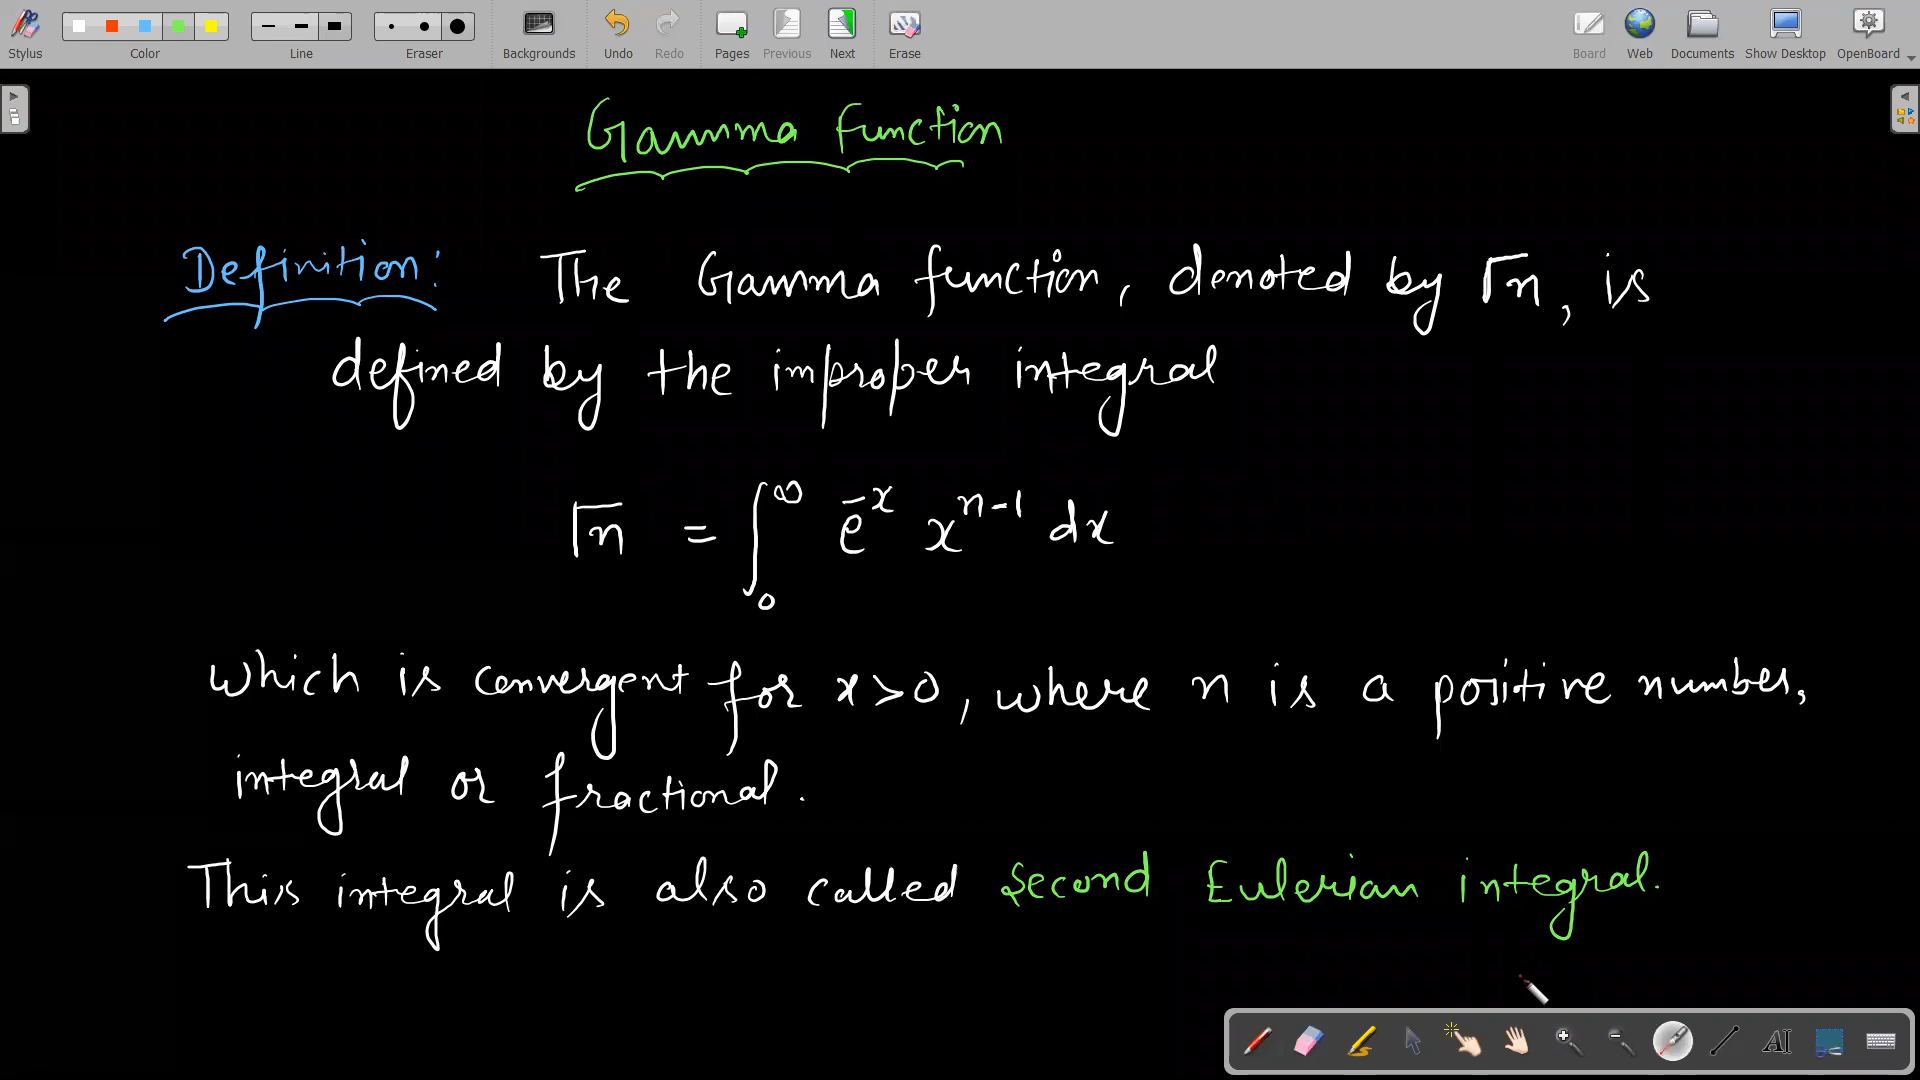 Stylus Color Line Eraser Backgrounds Undo Redo Pages Previous Next Erase Board Web Documents Show Desktop OpenBoard
Gamma function
Definition: The Gamma function, denoted by Γn, is
defined by the improper integral
Γn = ∫₀^∞ e^-x x^(n-1) dx
which is convergent for x>0, where n is a positive number,
integral or fractional.
This integral is also called Second Eulerian integral.
AI